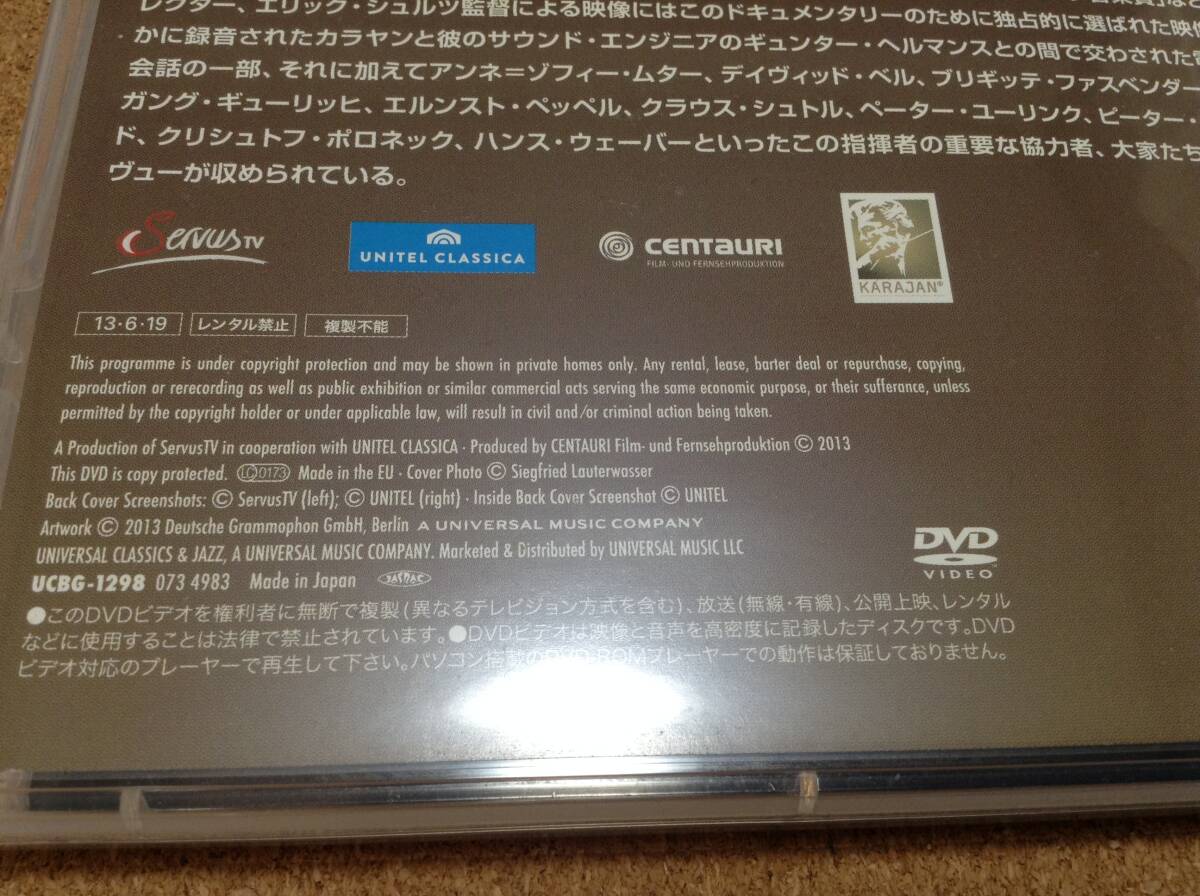 レクター、エリック・シュルツ監督による映像にはこのドキュメンタリーのために独占的に選ばれた映
かに録音されたカラヤンと彼のサウンド・エンジニアのギュンター・ヘルマンスとの間で交わされた
会話の一部、それに加えてアンネ=ゾフィー・ムター、デイヴィッド・ベル、ブリギッテ・ファスベンダー
ガング・ギューリッヒ、エルンスト・ペッペル、クラウス・シュトル、ペーター・ユーリンク、ピーター・
ド、クリシュトフ・ポロネック、ハンス・ウェーバーといったこの指揮者の重要な協力者、大家たち
ヴューが収められている。
SERVUS TV
UNITEL CLASSICA
CENTAURI
FILM- UND FERNSEHPRODUKTION
KARAJAN®
13・6・19 レンタル禁止 複製不能
This programme is under copyright protection and may be shown in private homes only. Any rental, lease, barter deal or repurchase, copying,
reproduction or rerecording as well as public exhibition or similar commercial acts serving the same economic purpose, or their sufferance, unless
permitted by the copyright holder or under applicable law, will result in civil and/or criminal action being taken.
A Production of ServusTV in cooperation with UNITEL CLASSICA · Produced by CENTAURI Film- und Fernsehproduktion © 2013
This DVD is copy protected. LC0173 Made in the EU · Cover Photo © Siegfried Lauterwasser
Back Cover Screenshots: © ServusTV (left); © UNITEL (right) · Inside Back Cover Screenshot © UNITEL
Artwork © 2013 Deutsche Grammophon GmbH, Berlin A UNIVERSAL MUSIC COMPANY
UNIVERSAL CLASSICS & JAZZ, A UNIVERSAL MUSIC COMPANY. Marketed & Distributed by UNIVERSAL MUSIC LLC
UCBG-1298 073 4983 Made in Japan JASRAC
DVD
VIDEO
●このDVDビデオを権利者に無断で複製(異なるテレビジョン方式を含む)、放送(無線・有線)、公開上映、レンタル
などに使用することは法律で禁止されています。●DVDビデオは映像と音声を高密度に記録したディスクです。DVD
ビデオ対応のプレーヤーで再生して下さい。パソコン搭載のDVD-ROMプレーヤーでの動作は保証しておりません。